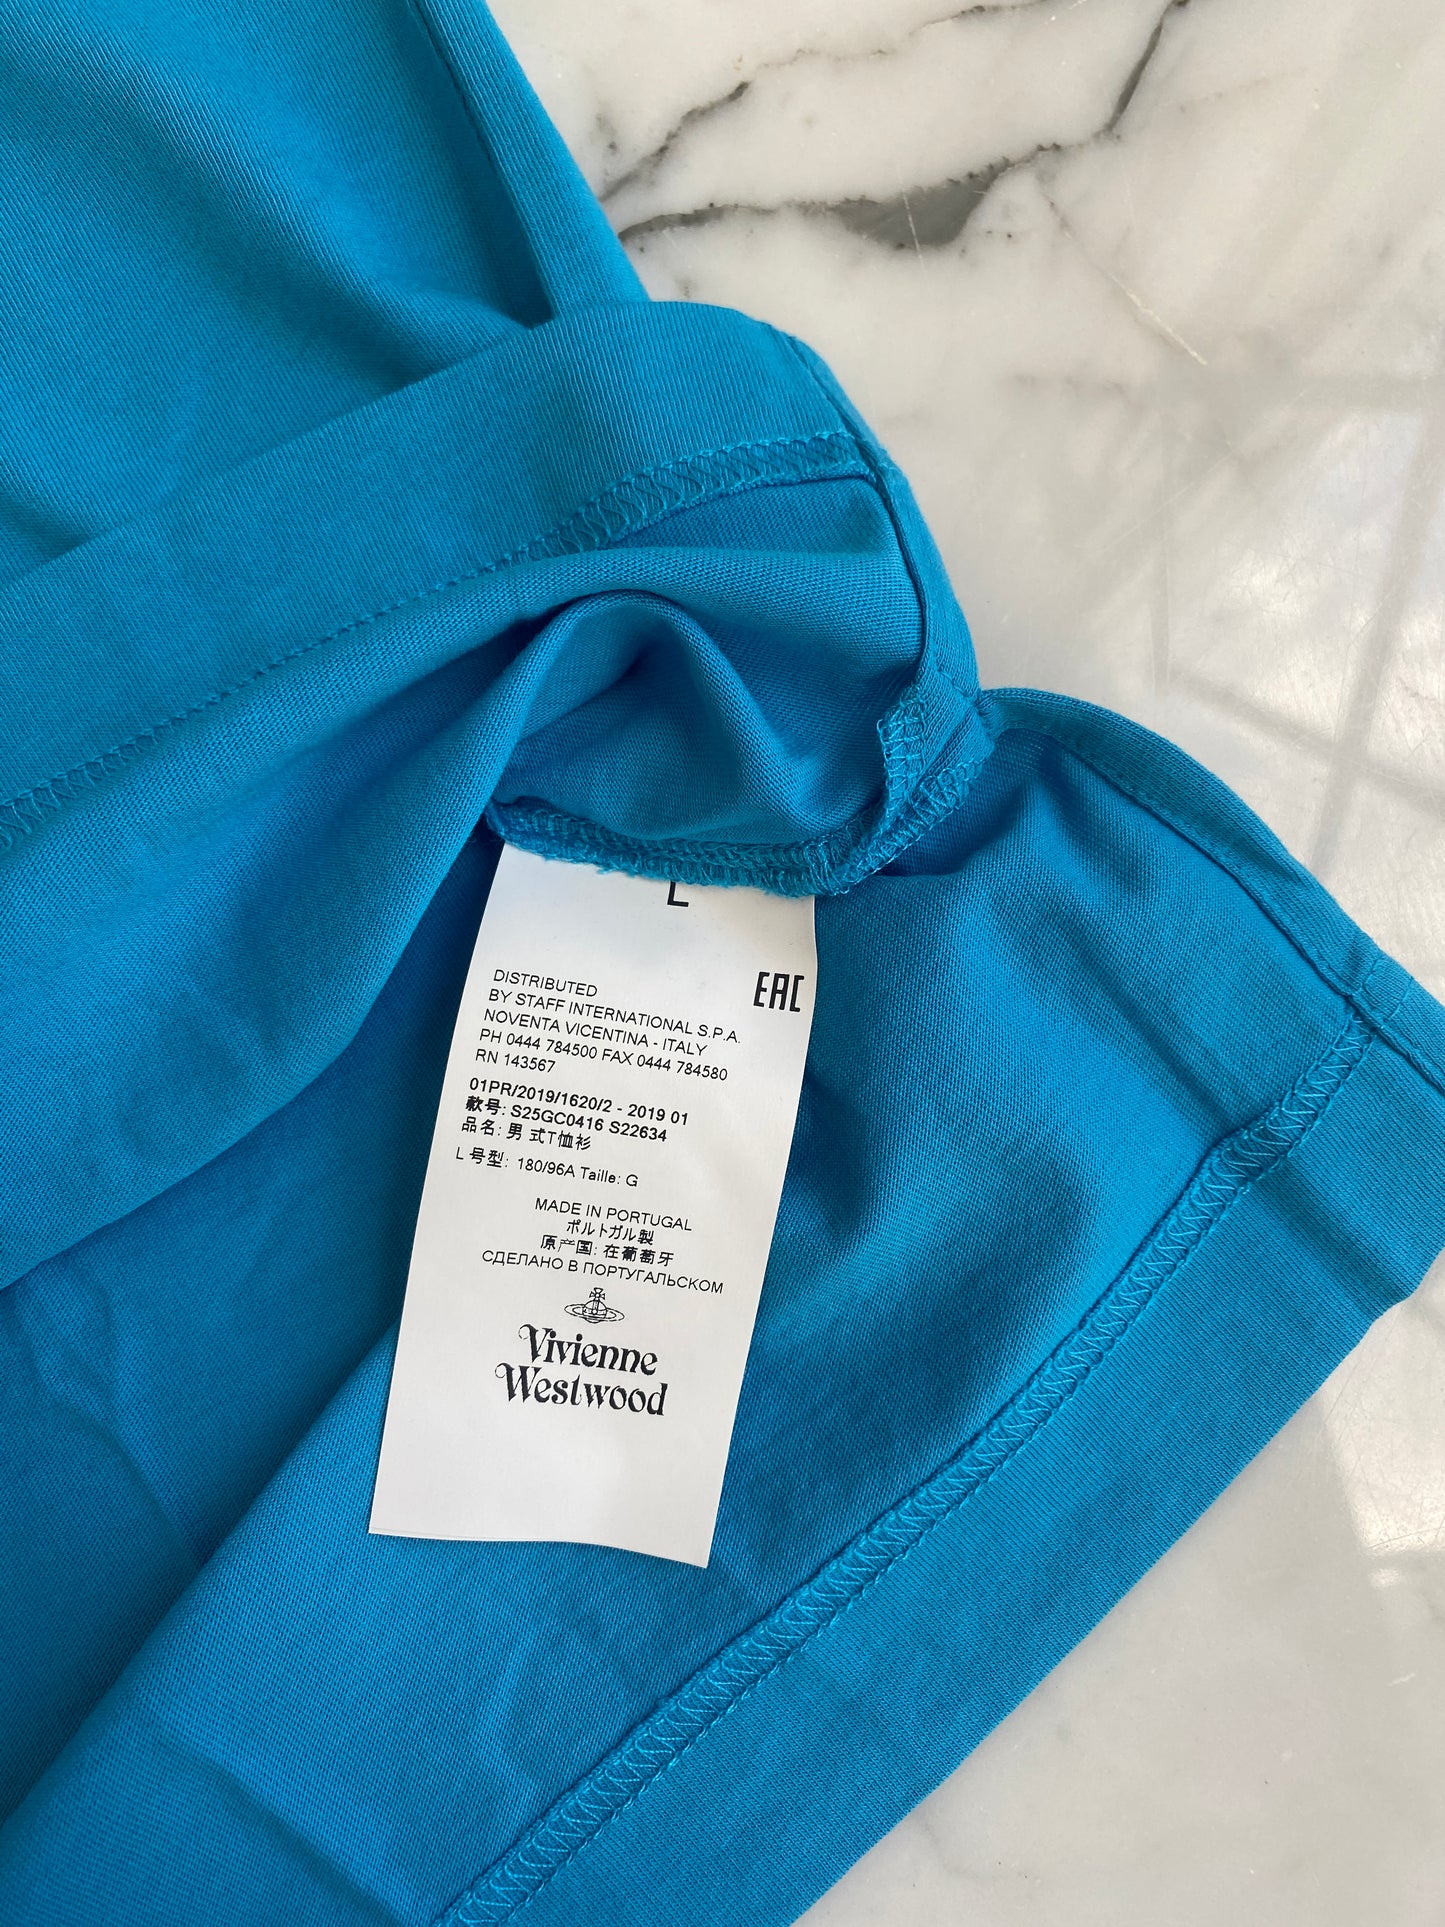 L
EAC
DISTRIBUTED
BY STAFF INTERNATIONAL S.P.A.
NOVENTA VICENTINA - ITALY
PH 0444 784500 FAX 0444 784580
RN 143567
01PR/2019/1620/2 - 2019 01
款号: S25GC0416 S22634
品名: 男 式T恤衫
L 号型: 180/96A Taille: G
MADE IN PORTUGAL
ポルトガル製
原产国: 在葡萄牙
СДЕЛАНО В ПОРТУГАЛЬСКОМ
Vivienne
Westwood